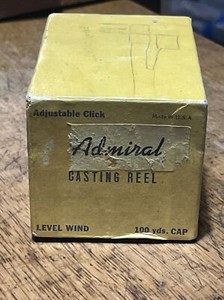 Adjustable Click Made in U.S.A.
Admiral
CASTING REEL
LEVEL WIND 100 yds. CAP